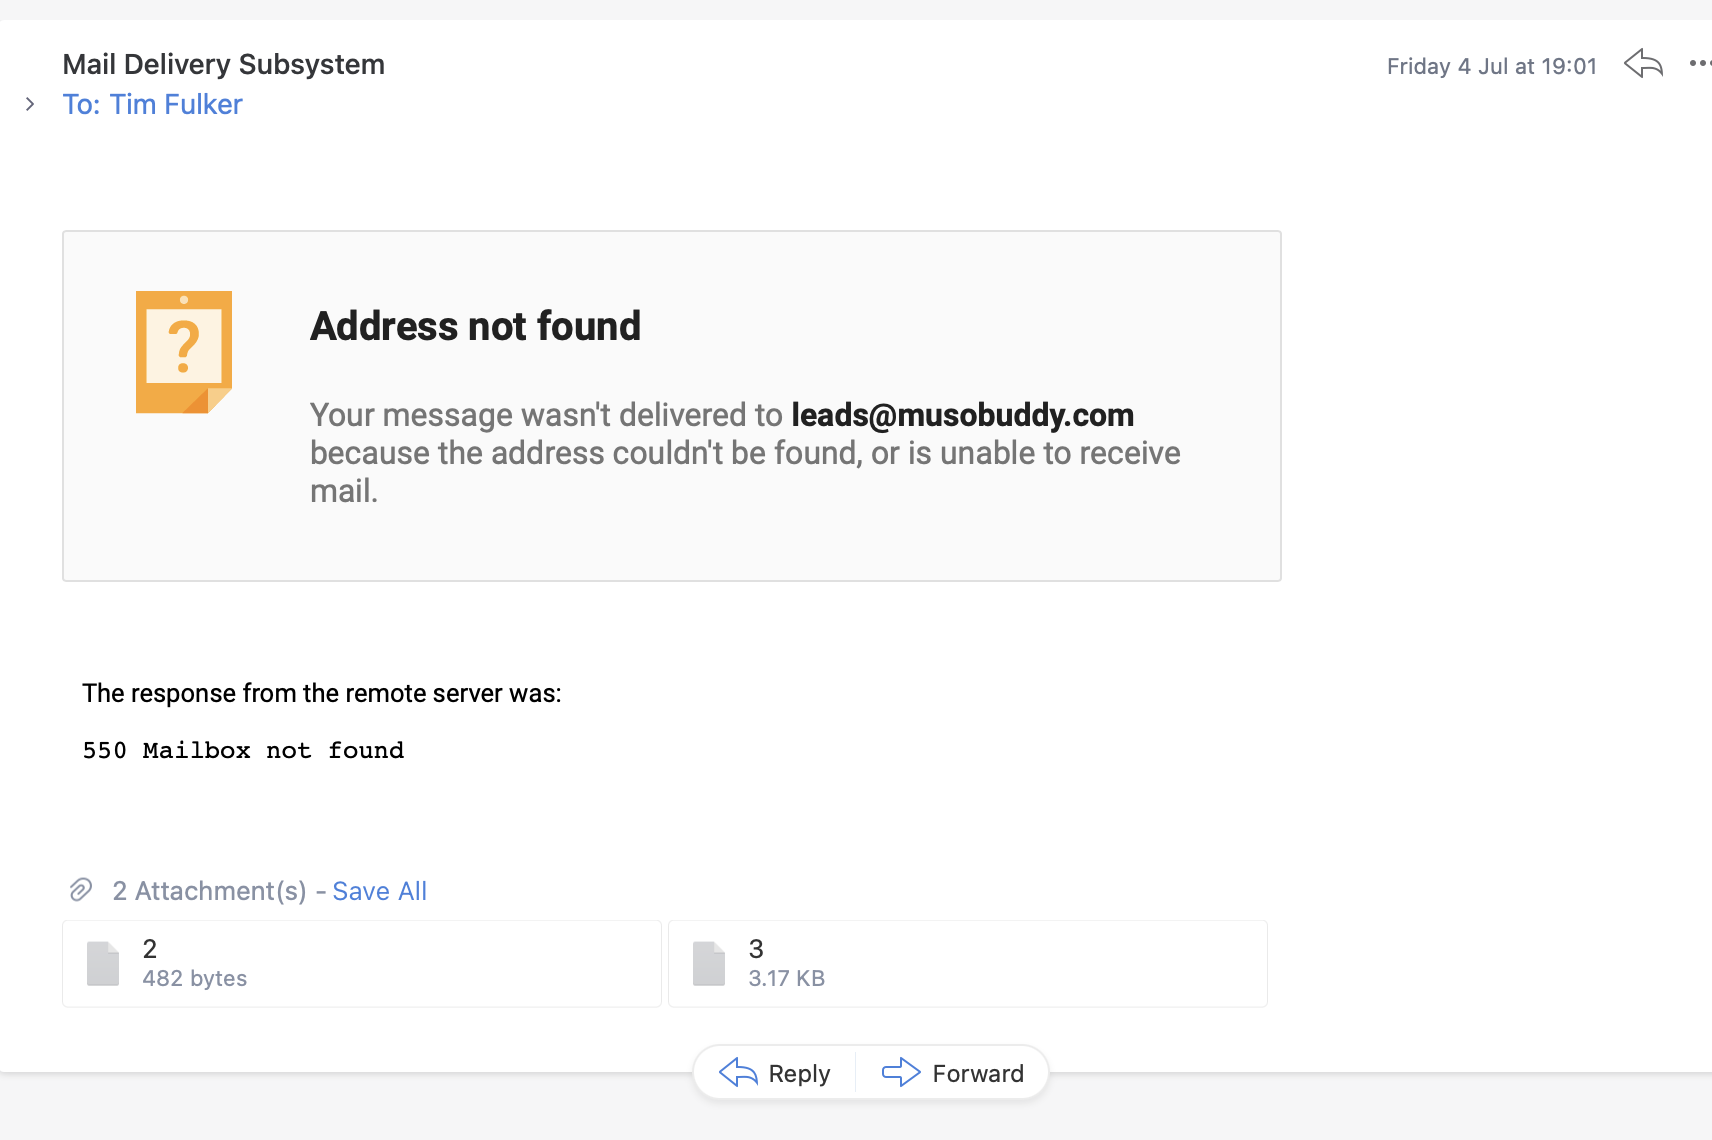 Mail Delivery Subsystem
Friday 4 Jul at 19:01
To: Tim Fulker
?
Address not found
Your message wasn't delivered to leads@musobuddy.com
because the address couldn't be found, or is unable to receive
mail.
The response from the remote server was:
550 Mailbox not found
2 Attachment(s) - Save All
2
482 bytes
3
3.17 KB
Reply
Forward